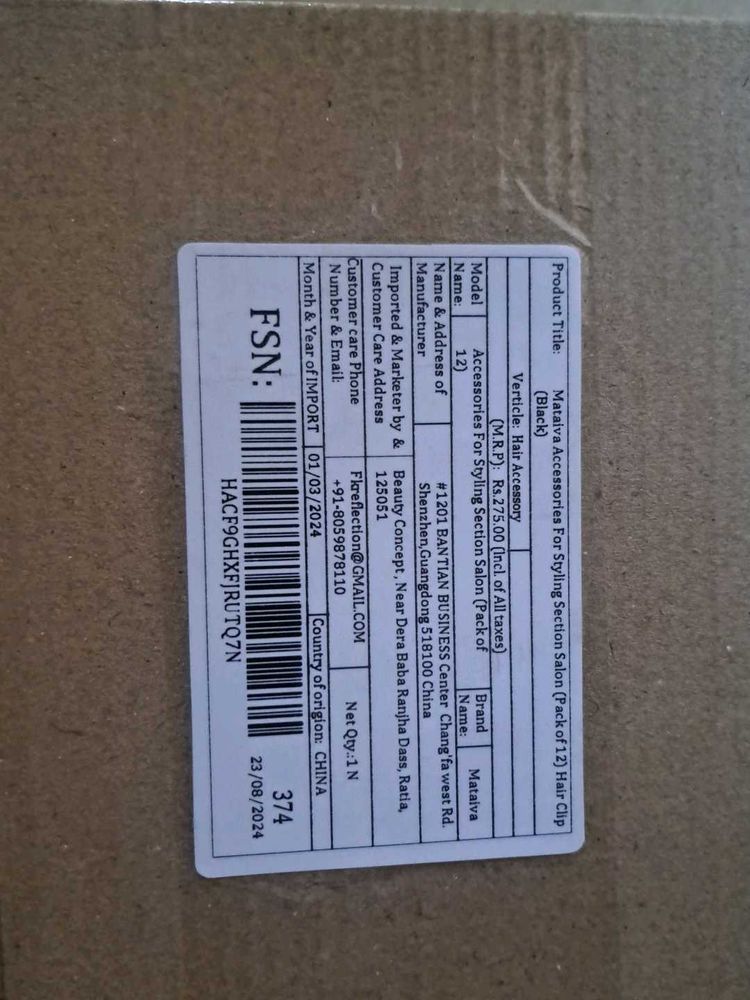 Product Title: Mataiva Accessories For Styling Section Salon (Pack of 12) Hair Clip
(Black)
Verticle: Hair Accessory
(M.R.P): Rs.275.00 (Incl. of All taxes)
Model Name: Accessories For Styling Section Salon (Pack of
12)
Brand Name: Mataiva
Name & Address of
Manufacturer
#1201 BANTIAN BUSINESS Center Chang'fa west Rd.
Shenzhen,Guangdong 518100 China
Imported & Marketer by &
Customer Care Address
Beauty Concept, Near Dera Baba Ranjha Dass, Ratia,
125051
Customer care Phone
Number & Email:
Fkreflection@GMAIL.COM
+91-8059878110
Net Qty.:1 N
Month & Year of IMPORT 01/03/2024 Country of origion: CHINA
FSN:
HACF9GHXFJRUTQ7N
374
23/08/2024